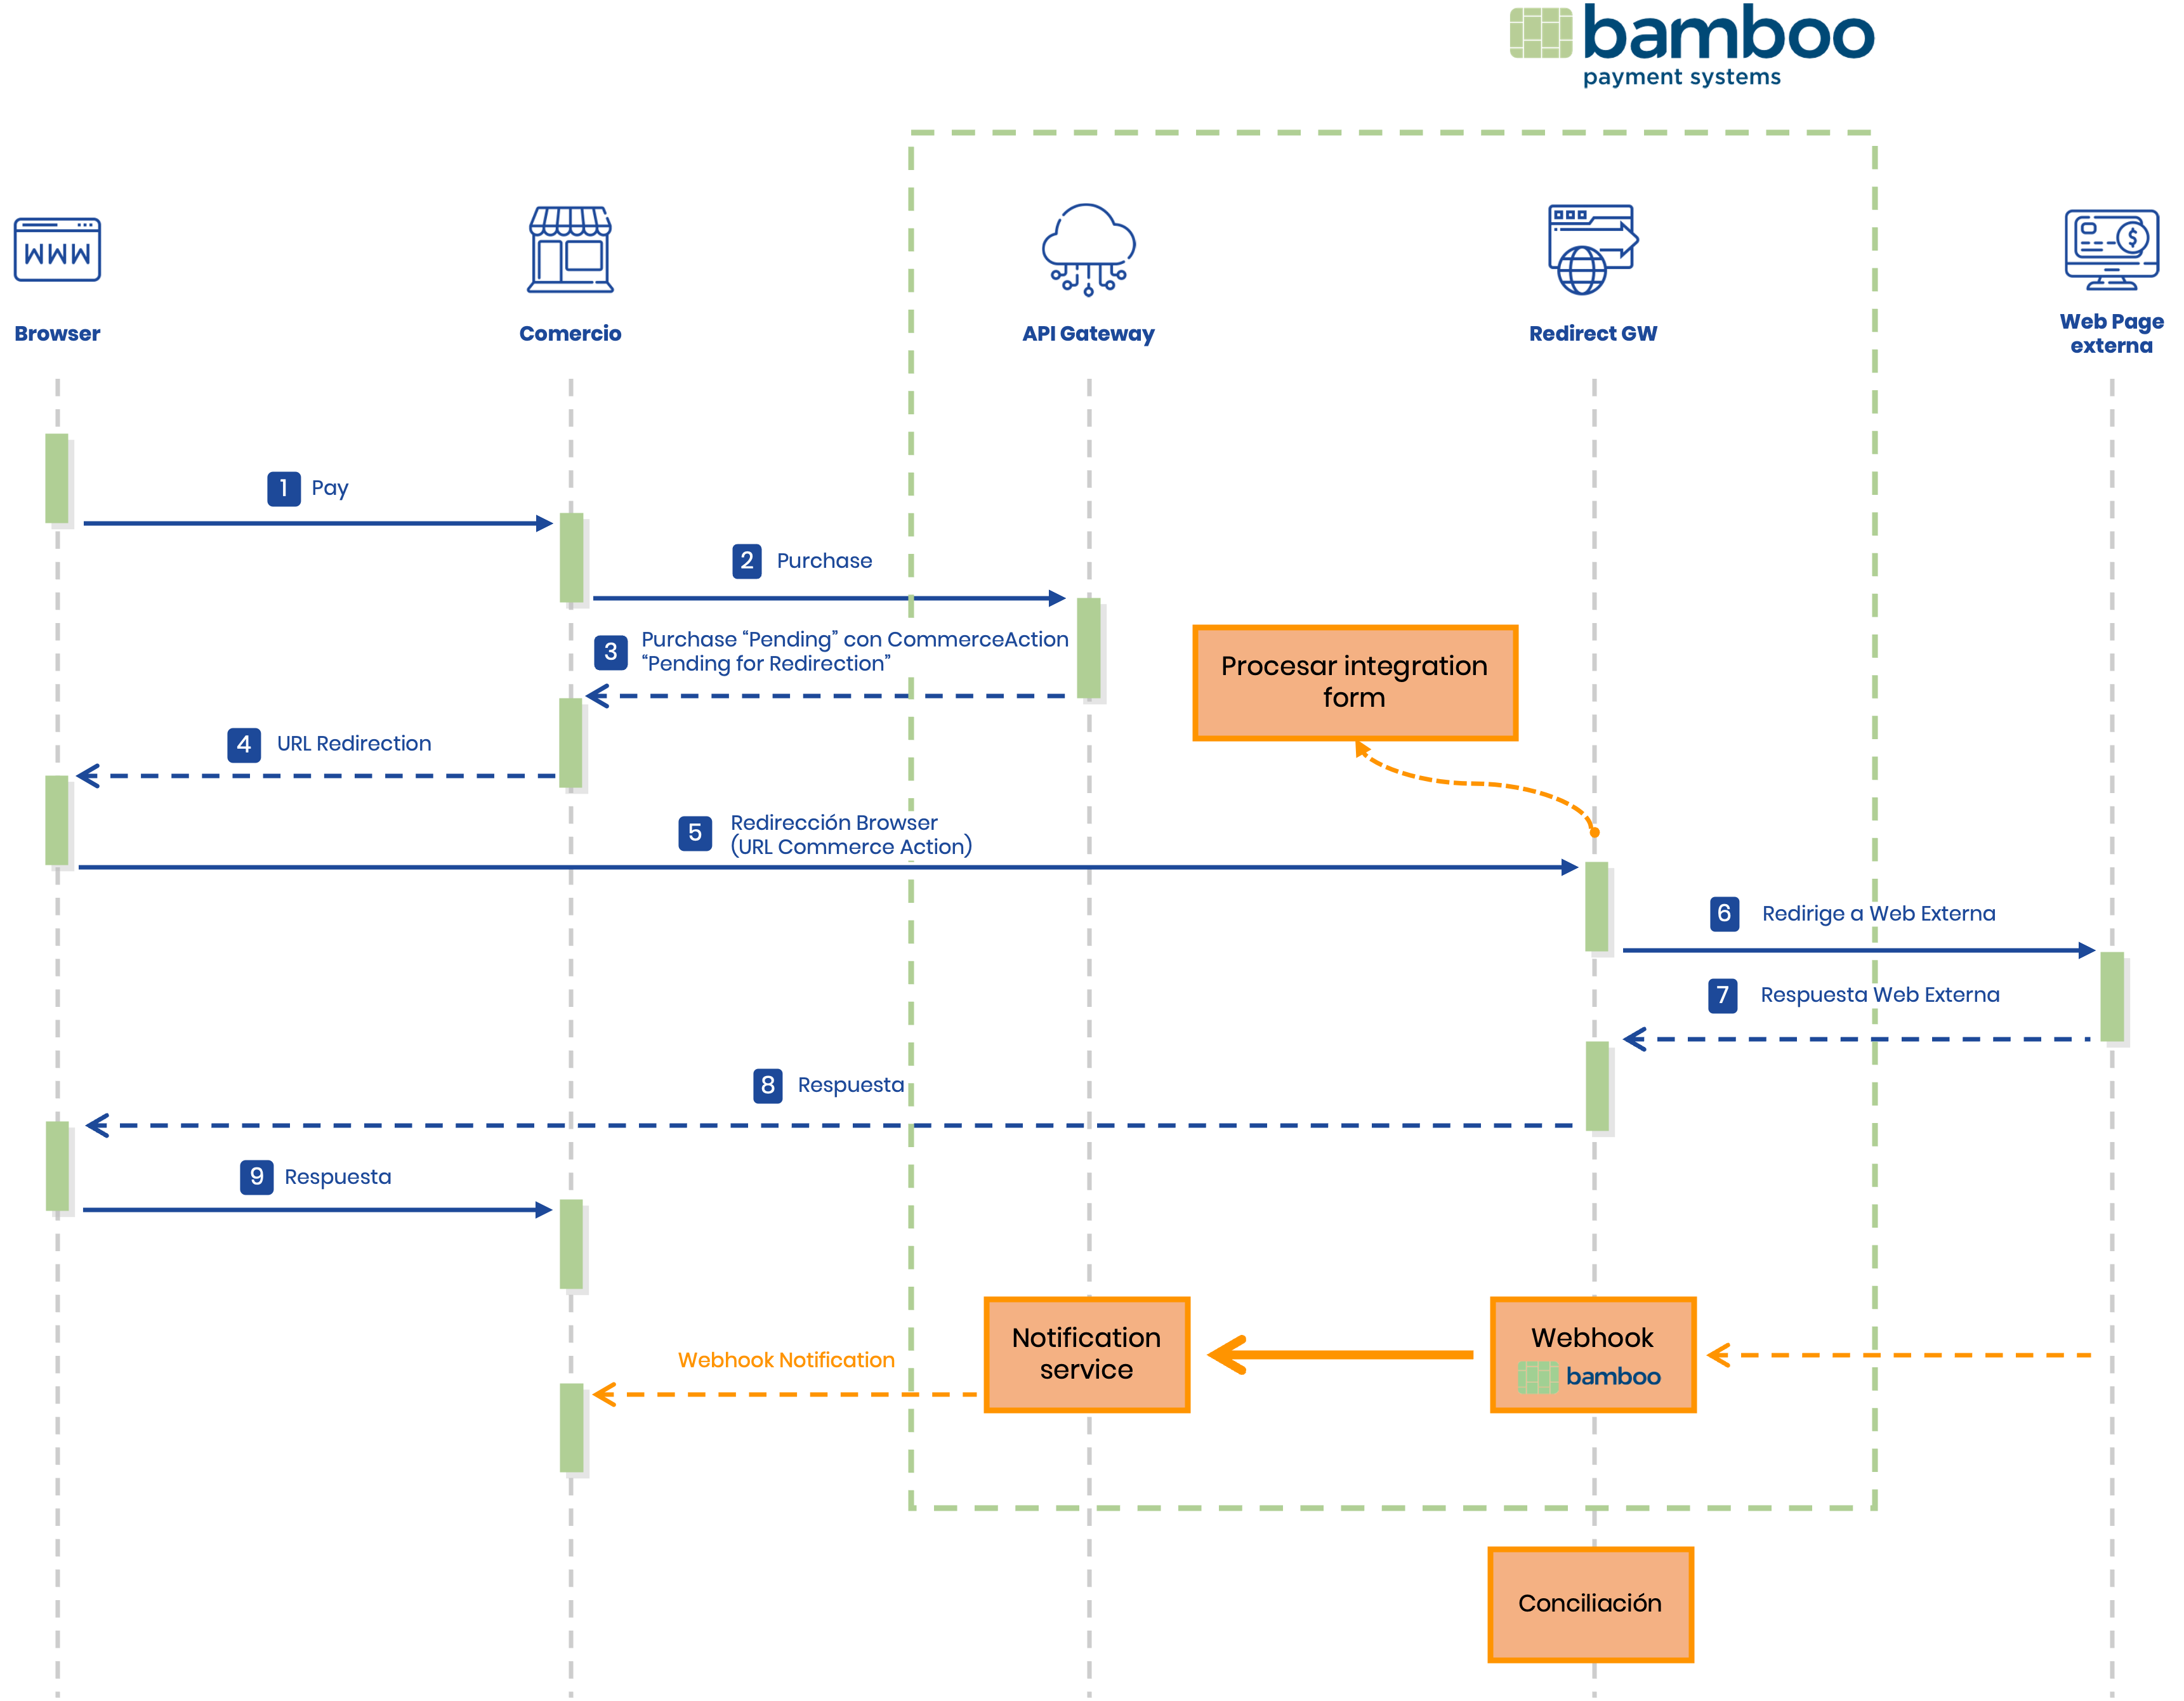 bamboo
payment systems
WWW
Browser
Comercio
API Gateway
Redirect GW
$
Web Page
externa
1 Pay
2 Purchase
3 Purchase “Pending” con CommerceAction
“Pending for Redirection”
Procesar integration
form
4 URL Redirection
5 Redirección Browser
(URL Commerce Action)
6 Redirige a Web Externa
7 Respuesta Web Externa
8 Respuesta
9 Respuesta
Webhook Notification
Notification
service
Webhook
bamboo
Conciliación